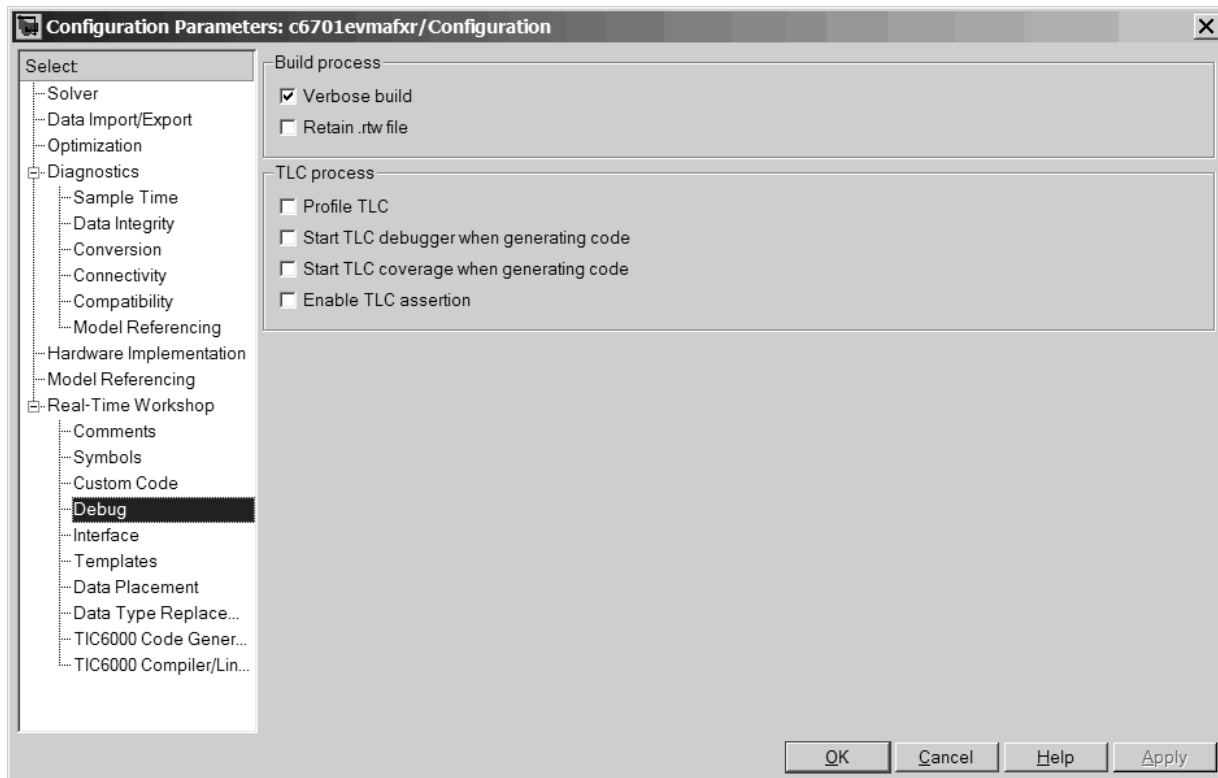 Configuration Parameters: c6701evmafxr/Configuration
Select:
Solver
Data Import/Export
Optimization
Diagnostics
Sample Time
Data Integrity
Conversion
Connectivity
Compatibility
Model Referencing
Hardware Implementation
Model Referencing
Real-Time Workshop
Comments
Symbols
Custom Code
Debug
Interface
Templates
Data Placement
Data Type Replace...
TIC6000 Code Gener...
TIC6000 Compiler/Lin...
Build process
Verbose build
Retain .rtw file
TLC process
Profile TLC
Start TLC debugger when generating code
Start TLC coverage when generating code
Enable TLC assertion
OK
Cancel
Help
Apply